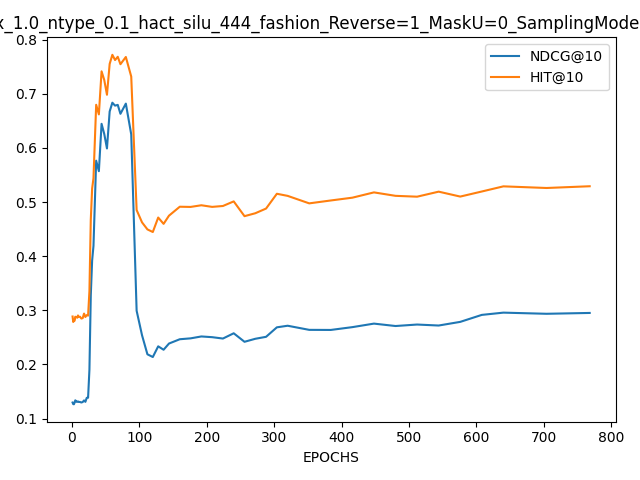 x_1.0_ntype_0.1_hact_silu_444_fashion_Reverse=1_MaskU=0_SamplingMode
NDCG@10
HIT@10
0.8
0.7
0.6
0.5
0.4
0.3
0.2
0.1
0 100 200 300 400 500 600 700 800
EPOCHS